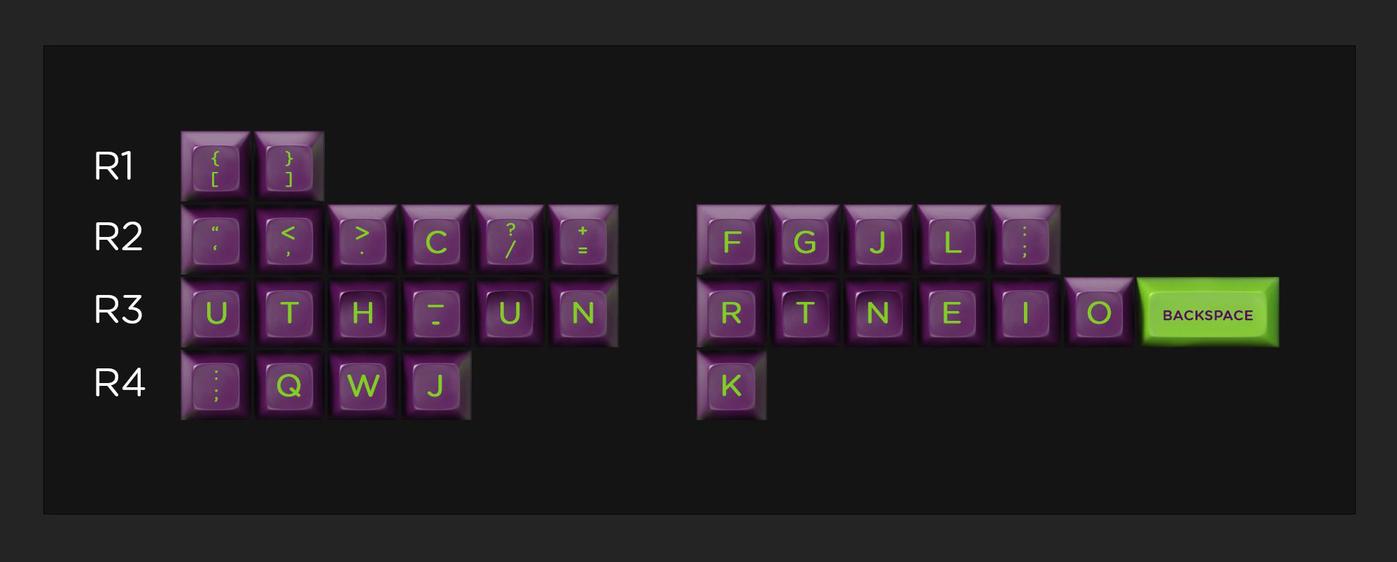 R1 { [ } ]
R2 “ ‘ < , > . C ? / + = F G J L : ;
R3 U T H _ - U N R T N E I O BACKSPACE
R4 : ; Q W J K